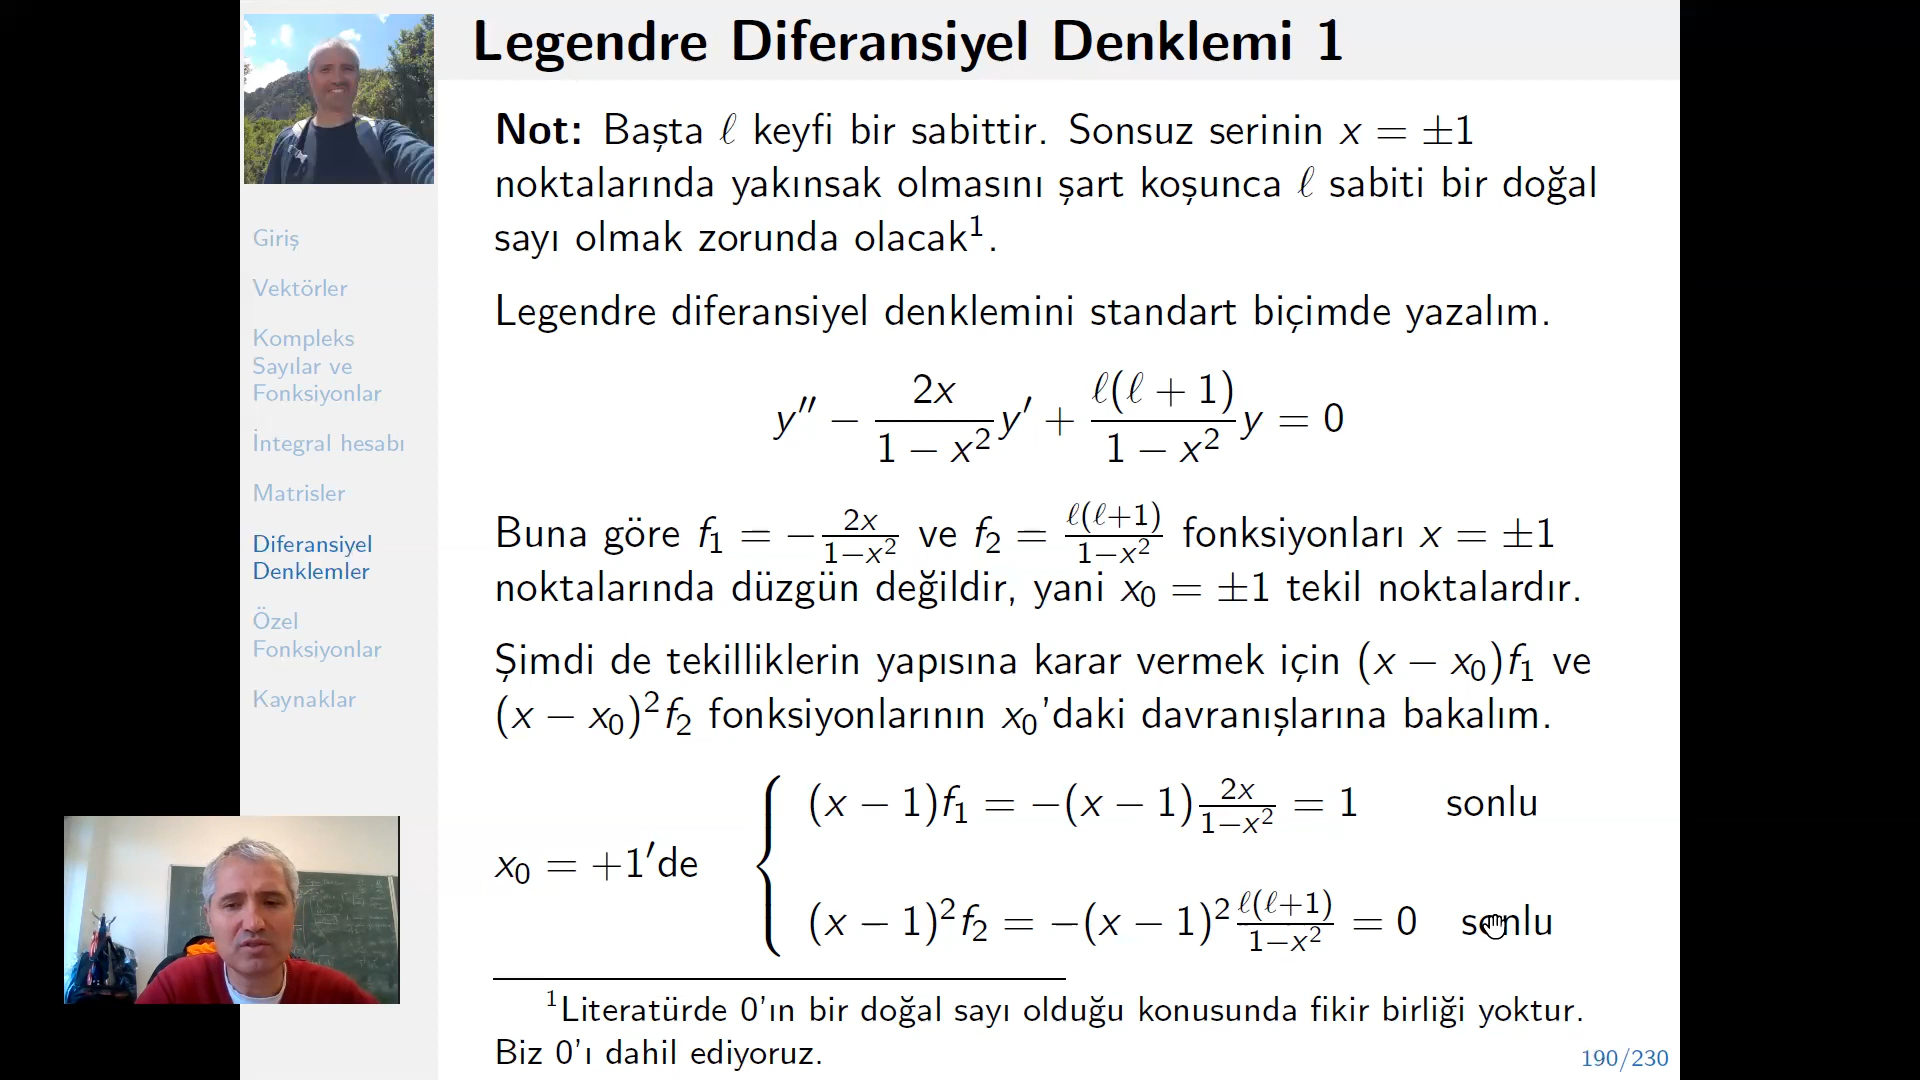 Legendre Diferansiyel Denklemi 1
Giriş
Vektörler
Kompleks
Sayılar ve
Fonksiyonlar
İntegral hesabı
Matrisler
Diferansiyel
Denklemler
Özel
Fonksiyonlar
Kaynaklar
Not: Başta ℓ keyfi bir sabittir. Sonsuz serinin x = ±1
noktalarında yakınsak olmasını şart koşunca ℓ sabiti bir doğal
sayı olmak zorunda olacak¹.
Legendre diferansiyel denklemini standart biçimde yazalım.
y″ − \frac{2x}{1 − x²}y′ + \frac{ℓ(ℓ + 1)}{1 − x²}y = 0
Buna göre f₁ = −\frac{2x}{1−x²} ve f₂ = \frac{ℓ(ℓ+1)}{1−x²} fonksiyonları x = ±1
noktalarında düzgün değildir, yani x₀ = ±1 tekil noktalardır.
Şimdi de tekilliklerin yapısına karar vermek için (x − x₀)f₁ ve
(x − x₀)²f₂ fonksiyonlarının x₀'daki davranışlarına bakalım.
(x − 1)f₁ = −(x − 1)\frac{2x}{1−x²} = 1 sonlu
x₀ = +1′de
(x − 1)²f₂ = −(x − 1)²\frac{ℓ(ℓ+1)}{1−x²} = 0 sonlu
¹Literatürde 0'ın bir doğal sayı olduğu konusunda fikir birliği yoktur.
Biz 0'ı dahil ediyoruz.
190/230